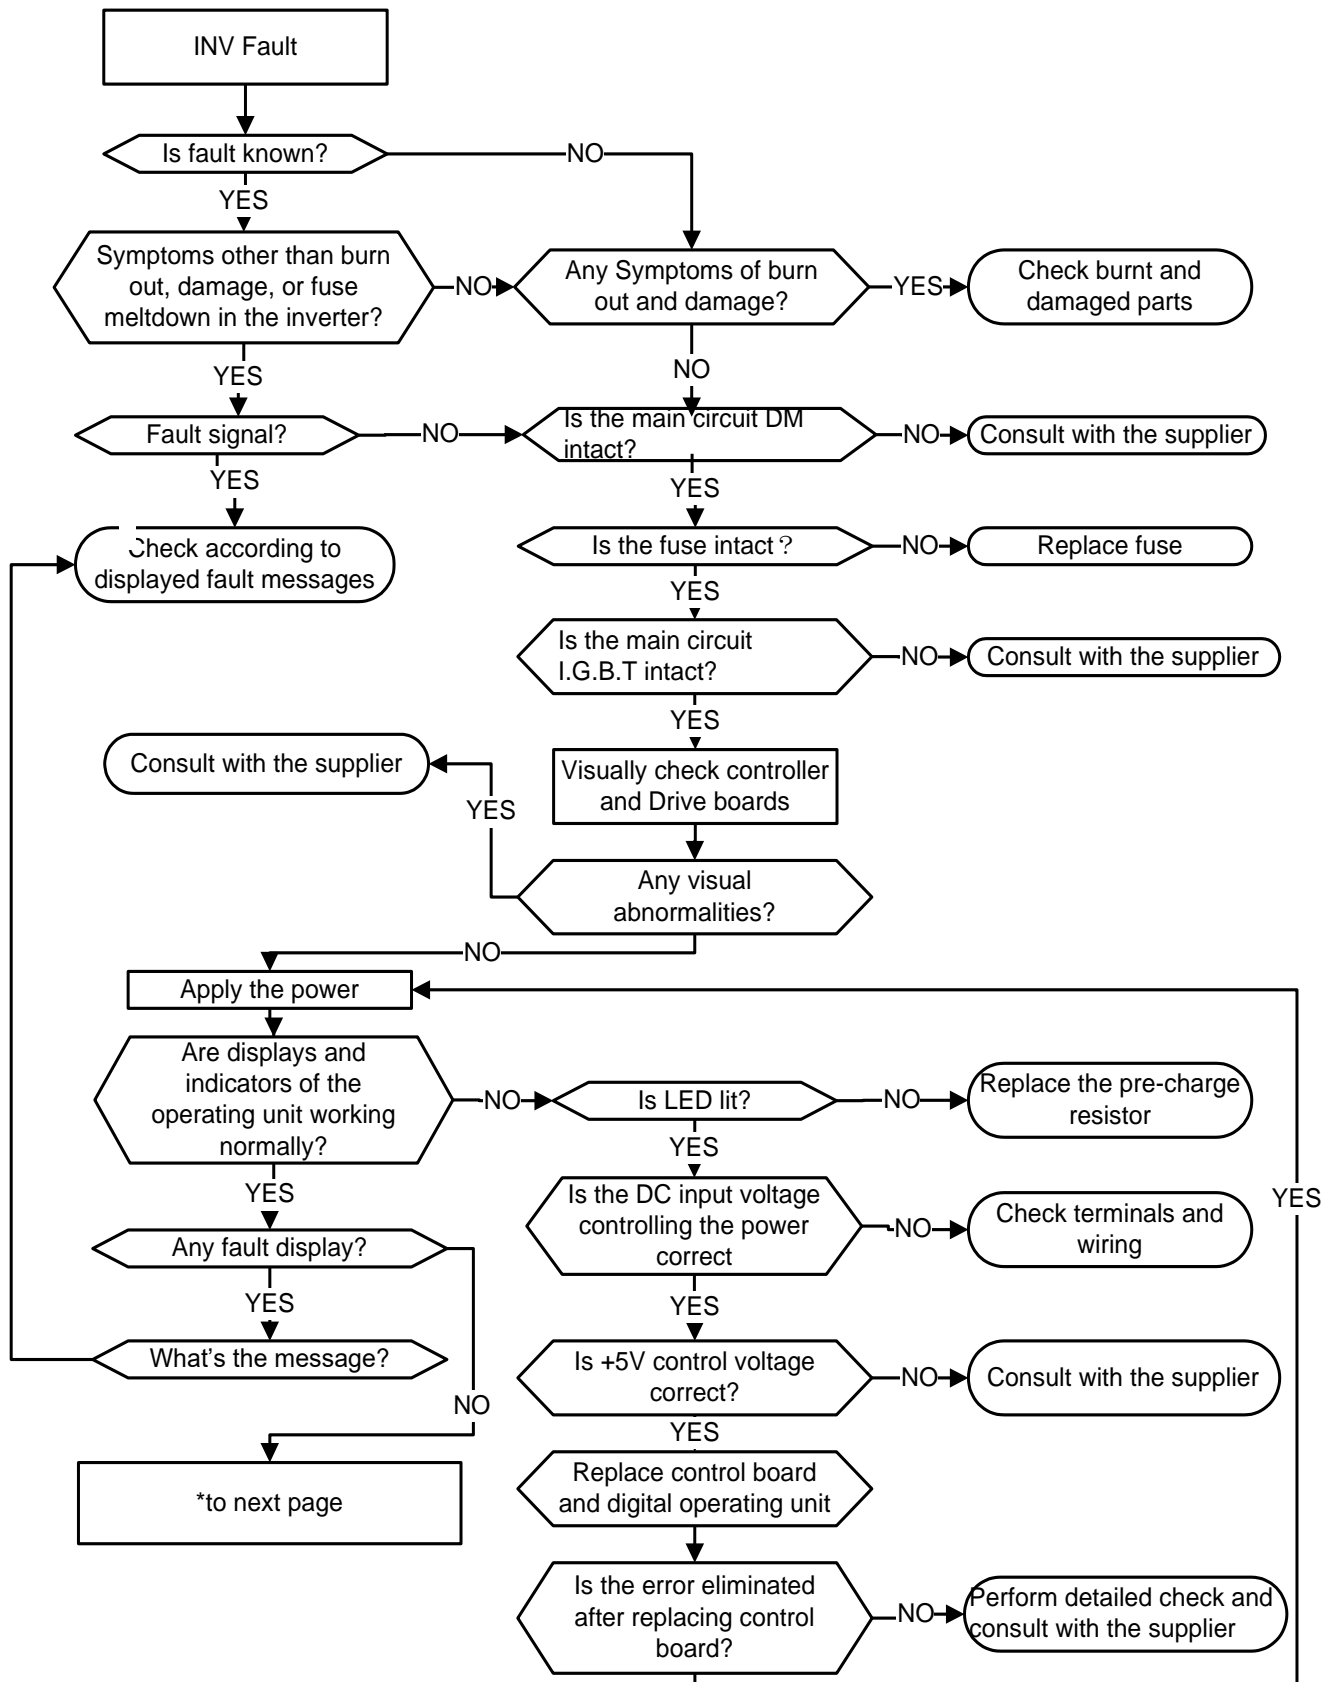 INV Fault
Is fault known?
NO
YES
Symptoms other than burn
out, damage, or fuse
meltdown in the inverter?
NO
Any Symptoms of burn
out and damage?
YES
Check burnt and
damaged parts
YES
NO
Fault signal?
NO
Is the main circuit DM
intact?
NO
Consult with the supplier
YES
YES
Check according to
displayed fault messages
Is the fuse intact?
NO
Replace fuse
YES
Is the main circuit
I.G.B.T intact?
NO
Consult with the supplier
YES
Consult with the supplier
YES
Visually check controller
and Drive boards
Any visual
abnormalities?
NO
Apply the power
Are displays and
indicators of the
operating unit working
normally?
NO
Is LED lit?
NO
Replace the pre-charge
resistor
YES
YES
YES
Any fault display?
Is the DC input voltage
controlling the power
correct
NO
Check terminals and
wiring
YES
YES
What's the message?
NO
Is +5V control voltage
correct?
NO
Consult with the supplier
YES
*to next page
Replace control board
and digital operating unit
Is the error eliminated
after replacing control
board?
NO
Perform detailed check and
consult with the supplier